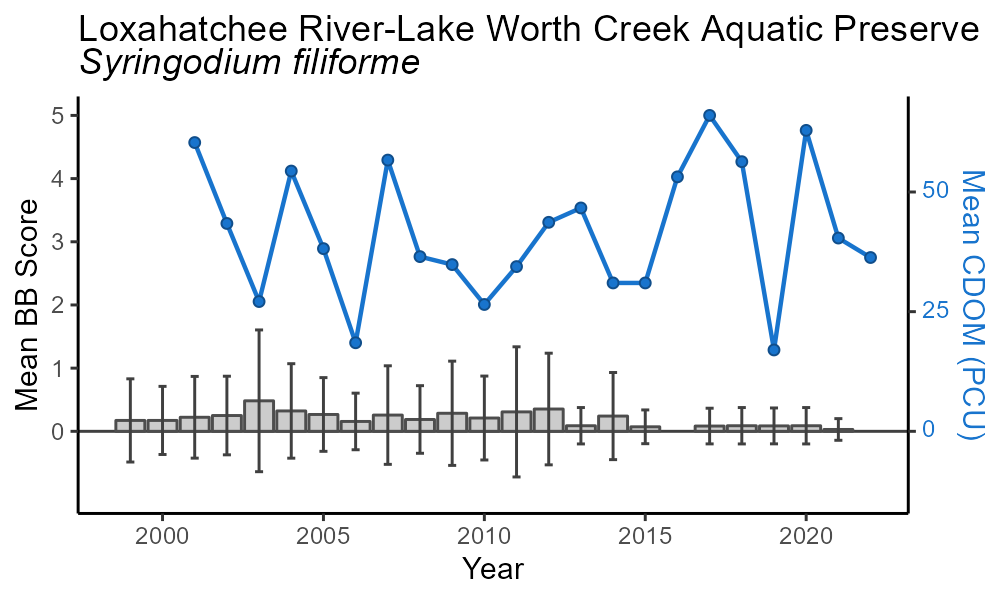 Loxahatchee River-Lake Worth Creek Aquatic Preserve
Syringodium filiforme
5
4
3
2
1
0
Mean BB Score
50
25
0
Mean CDOM (PCU)
2000 2005 2010 2015 2020
Year